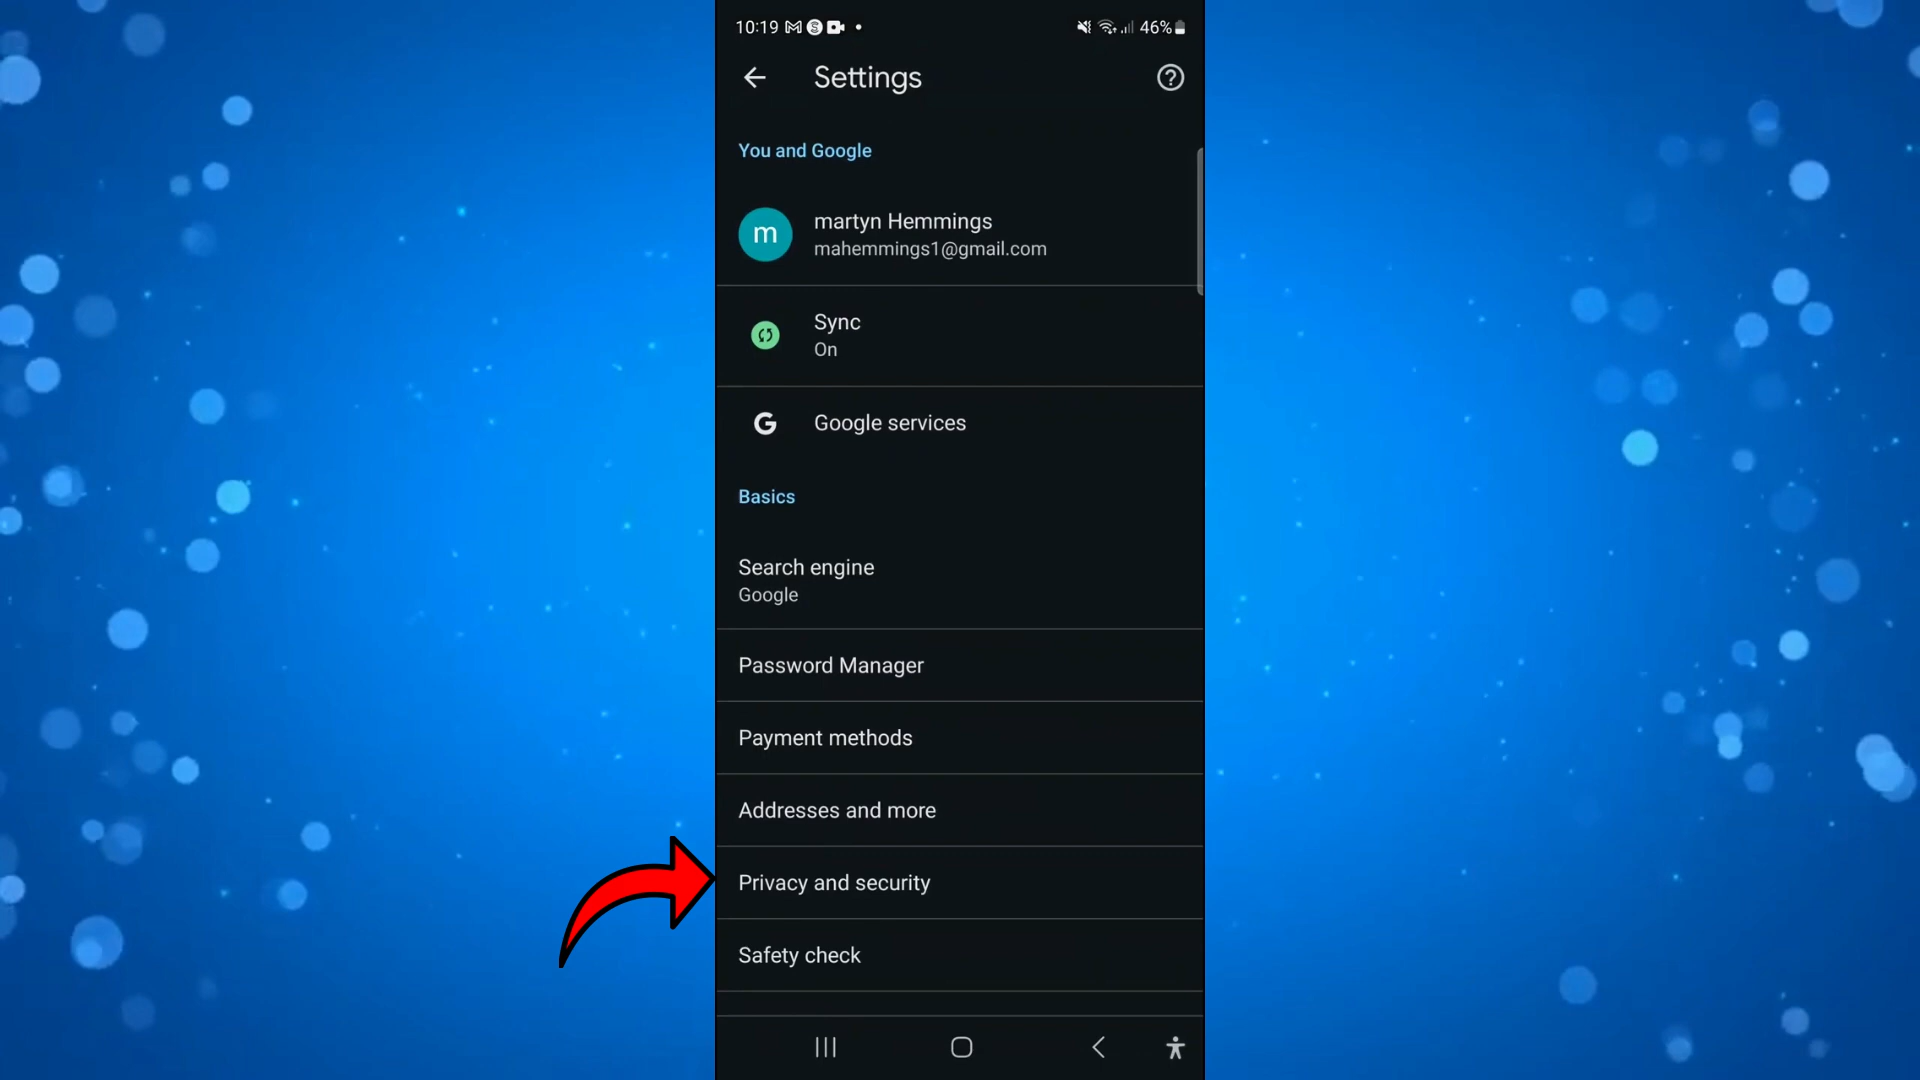 10:19 46%
Settings
You and Google
m
martyn Hemmings
mahemmings1@gmail.com
Sync
On
G
Google services
Basics
Search engine
Google
Password Manager
Payment methods
Addresses and more
Privacy and security
Safety check